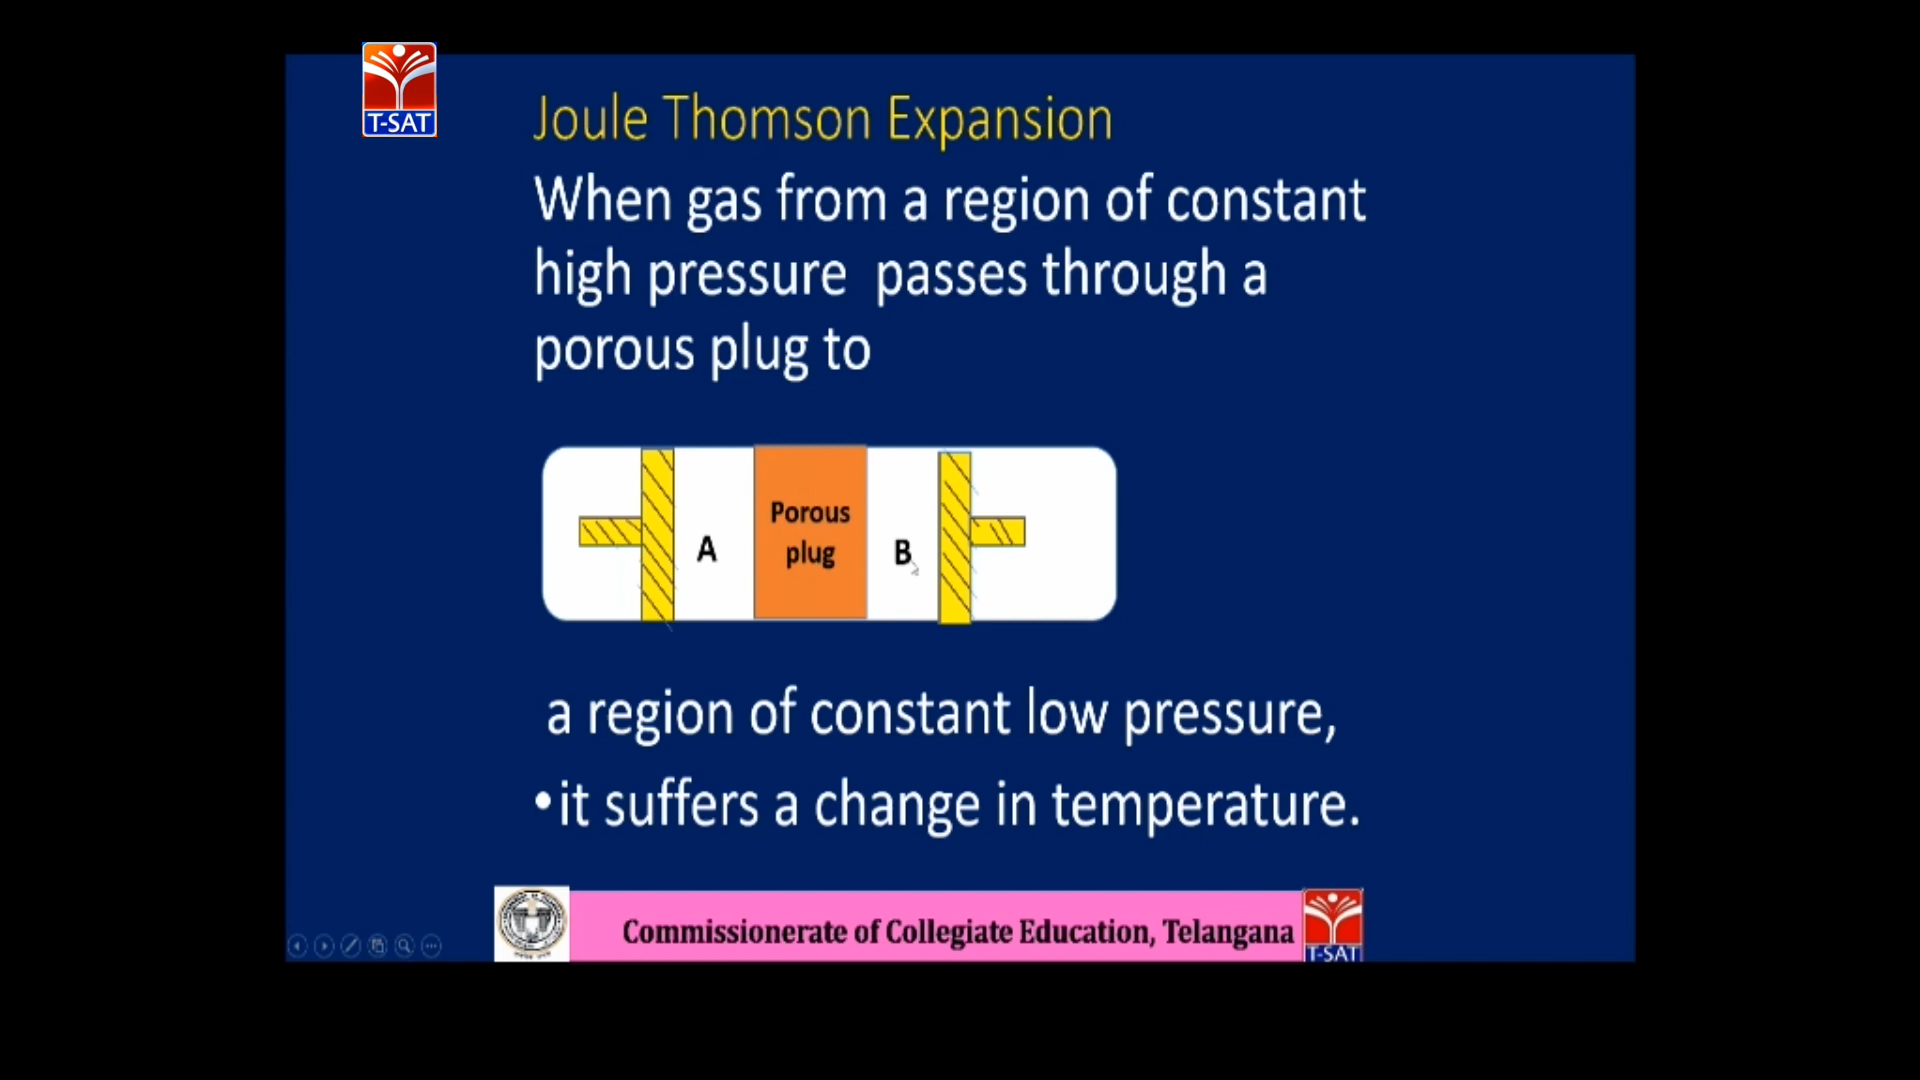 T-SAT
Joule Thomson Expansion
When gas from a region of constant
high pressure passes through a
porous plug to
Porous
plug
A
B
a region of constant low pressure,
•it suffers a change in temperature.
Commissionerate of Collegiate Education, Telangana
T-SAT